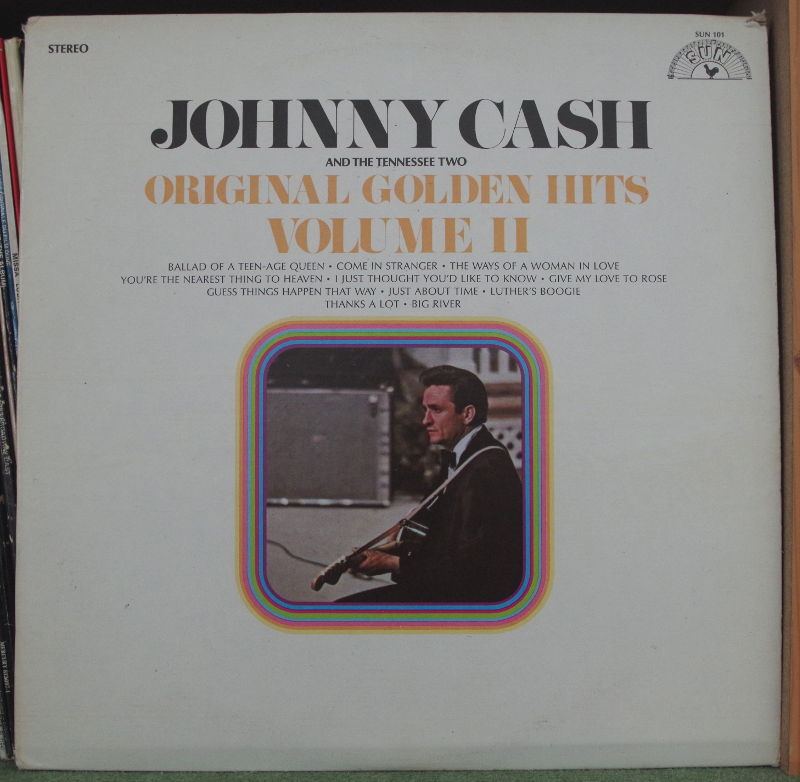 STEREO
SUN 101
SUN
JOHNNY CASH
AND THE TENNESSEE TWO
ORIGINAL GOLDEN HITS
VOLUME II
BALLAD OF A TEEN-AGE QUEEN • COME IN STRANGER • THE WAYS OF A WOMAN IN LOVE
YOU'RE THE NEAREST THING TO HEAVEN • I JUST THOUGHT YOU'D LIKE TO KNOW • GIVE MY LOVE TO ROSE
GUESS THINGS HAPPEN THAT WAY • JUST ABOUT TIME • LUTHER'S BOOGIE
THANKS A LOT • BIG RIVER